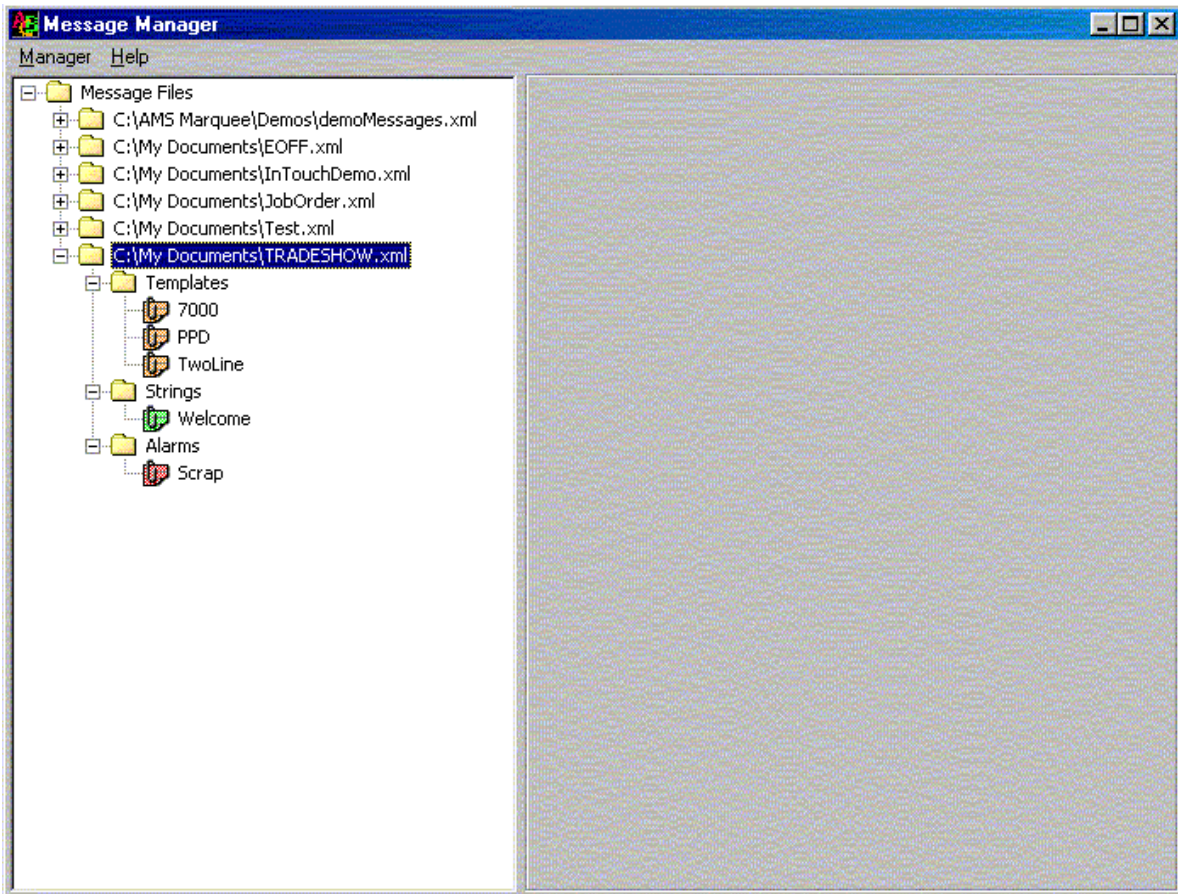 Message Manager
Manager Help
Message Files
C:\AMS Marquee\Demos\demoMessages.xml
C:\My Documents\EOFF.xml
C:\My Documents\InTouchDemo.xml
C:\My Documents\JobOrder.xml
C:\My Documents\Test.xml
C:\My Documents\TRADESHOW.xml
Templates
7000
PPD
TwoLine
Strings
Welcome
Alarms
Scrap